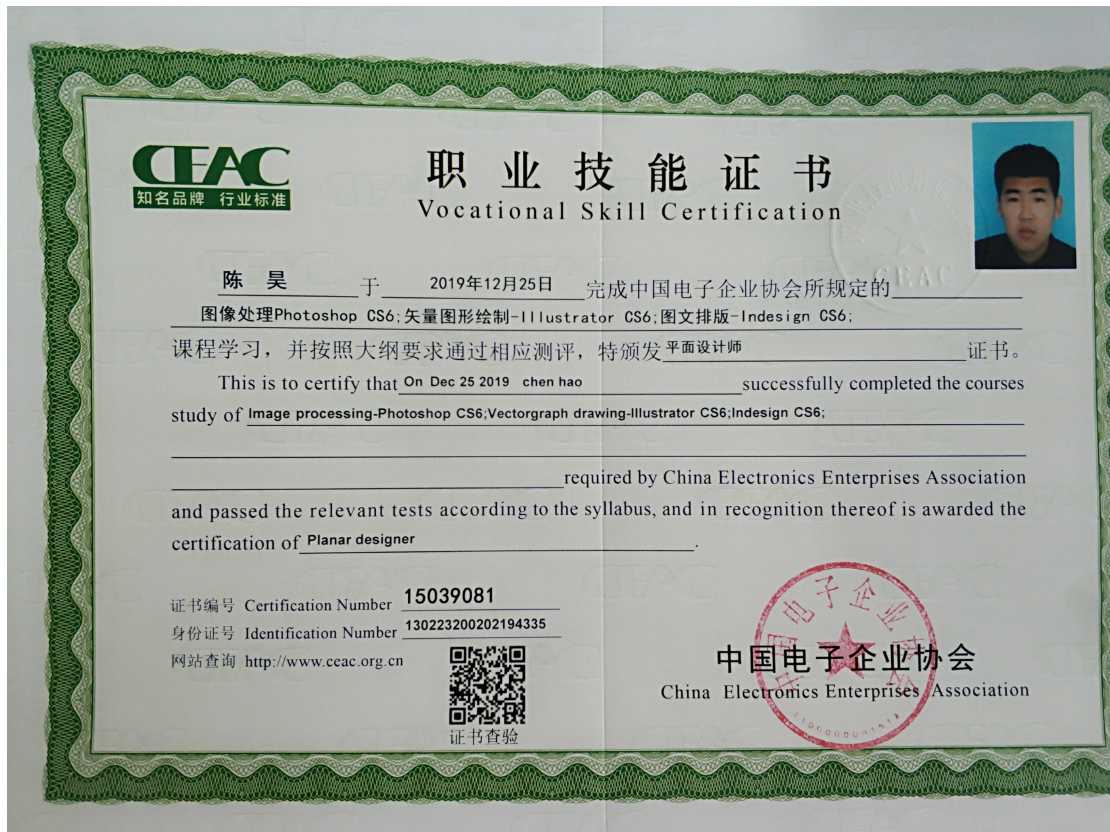 CEAC
知名品牌 行业标准
职业技能证书
Vocational Skill Certification
CEAC
陈 昊 于 2019年12月25日 完成中国电子企业协会所规定的
图像处理Photoshop CS6;矢量图形绘制-Illustrator CS6;图文排版-Indesign CS6;
课程学习，并按照大纲要求通过相应测评，特颁发平面设计师 证书。
This is to certify that On Dec 25 2019 chen hao successfully completed the courses
study of Image processing-Photoshop CS6;Vectorgraph drawing-Illustrator CS6;Indesign CS6;
required by China Electronics Enterprises Association
and passed the relevant tests according to the syllabus, and in recognition thereof is awarded the
certification of Planar designer .
证书编号 Certification Number 15039081
身份证号 Identification Number 130223200202194335
网站查询 http://www.ceac.org.cn
证书查验
中国电子企业协会
中国电子企业协会
China Electronics Enterprises Association